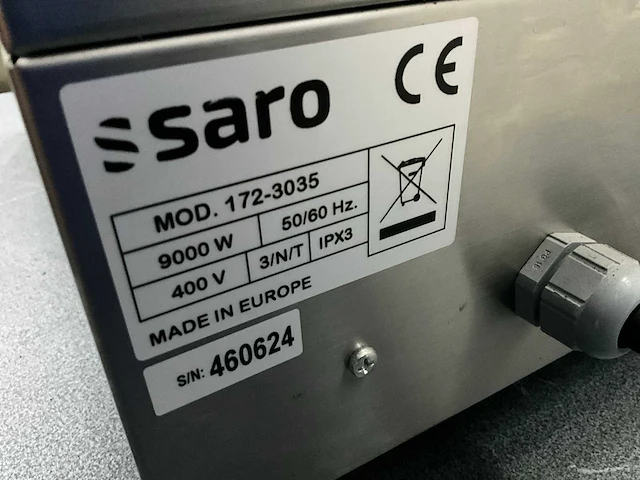 saro CE
MOD. 172-3035
9000 W 50/60 Hz.
400 V 3/N/T IPX3
MADE IN EUROPE
S/N: 460624